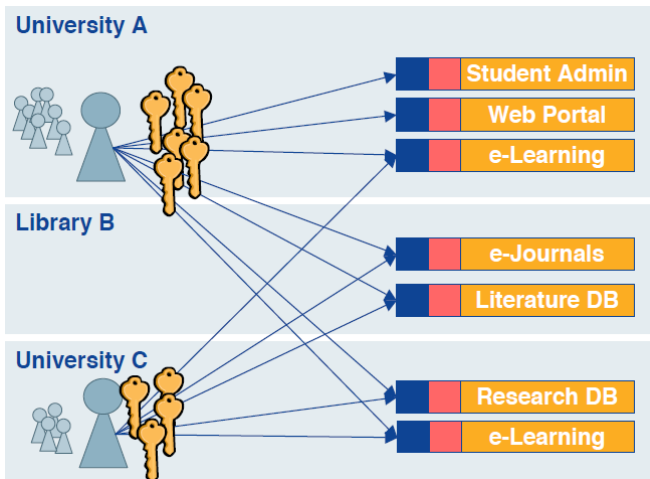 University A
Student Admin
Web Portal
e-Learning
Library B
e-Journals
Literature DB
University C
Research DB
e-Learning